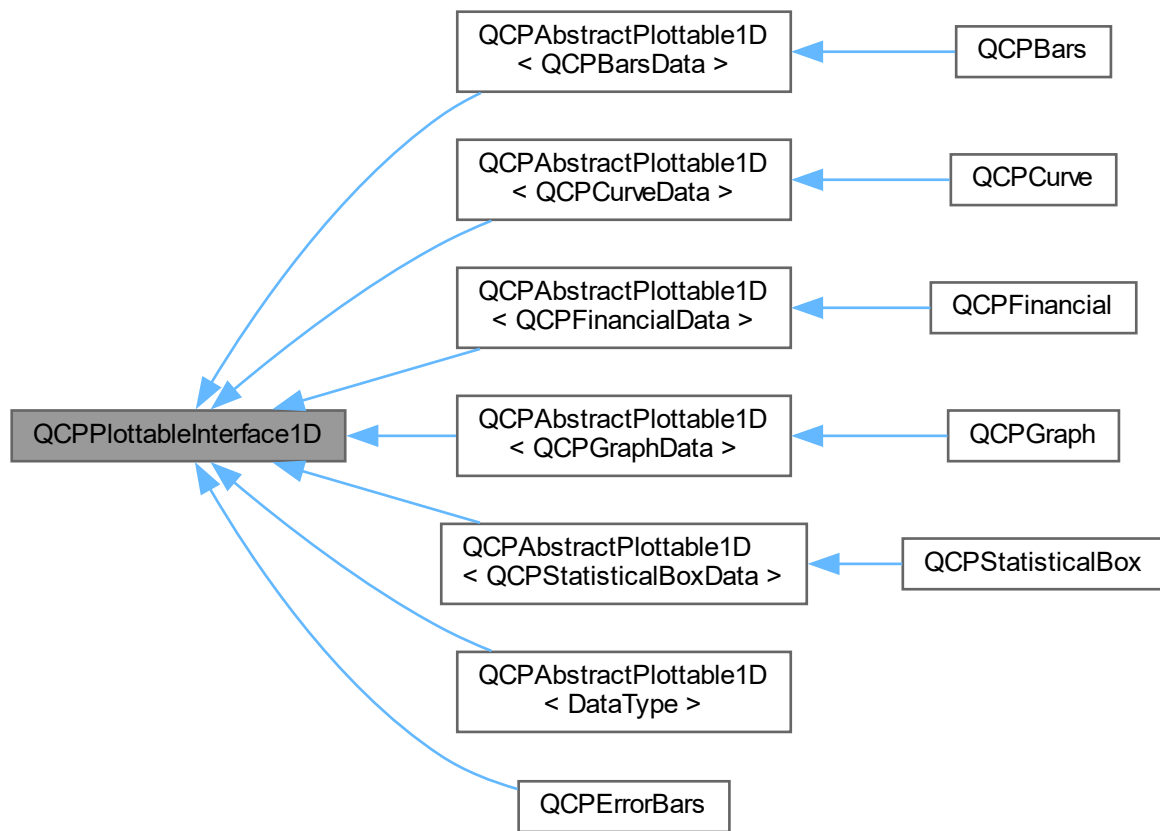 QCPAbstractPlottable1D
< QCPBarsData >
QCPBars
QCPAbstractPlottable1D
< QCPCurveData >
QCPCurve
QCPAbstractPlottable1D
< QCPFinancialData >
QCPFinancial
QCPPlottableInterface1D
QCPAbstractPlottable1D
< QCPGraphData >
QCPGraph
QCPAbstractPlottable1D
< QCPStatisticalBoxData >
QCPStatisticalBox
QCPAbstractPlottable1D
< DataType >
QCPErrorBars